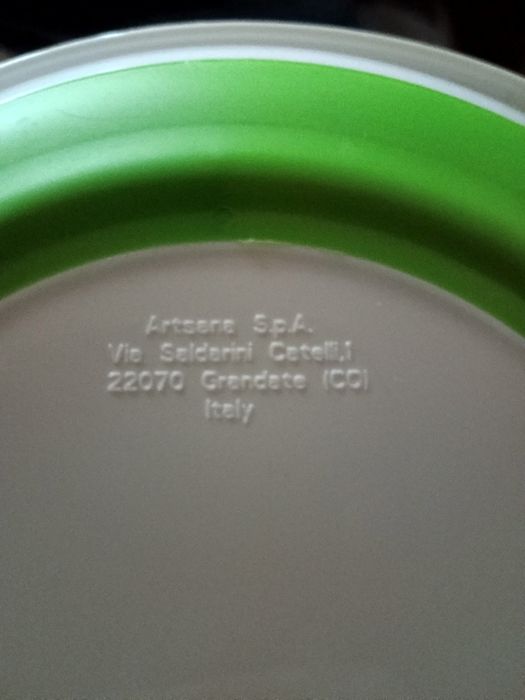 Artsana S.p.A.
Via Saldarini Catelli,1
22070 Grandate (CO)
Italy